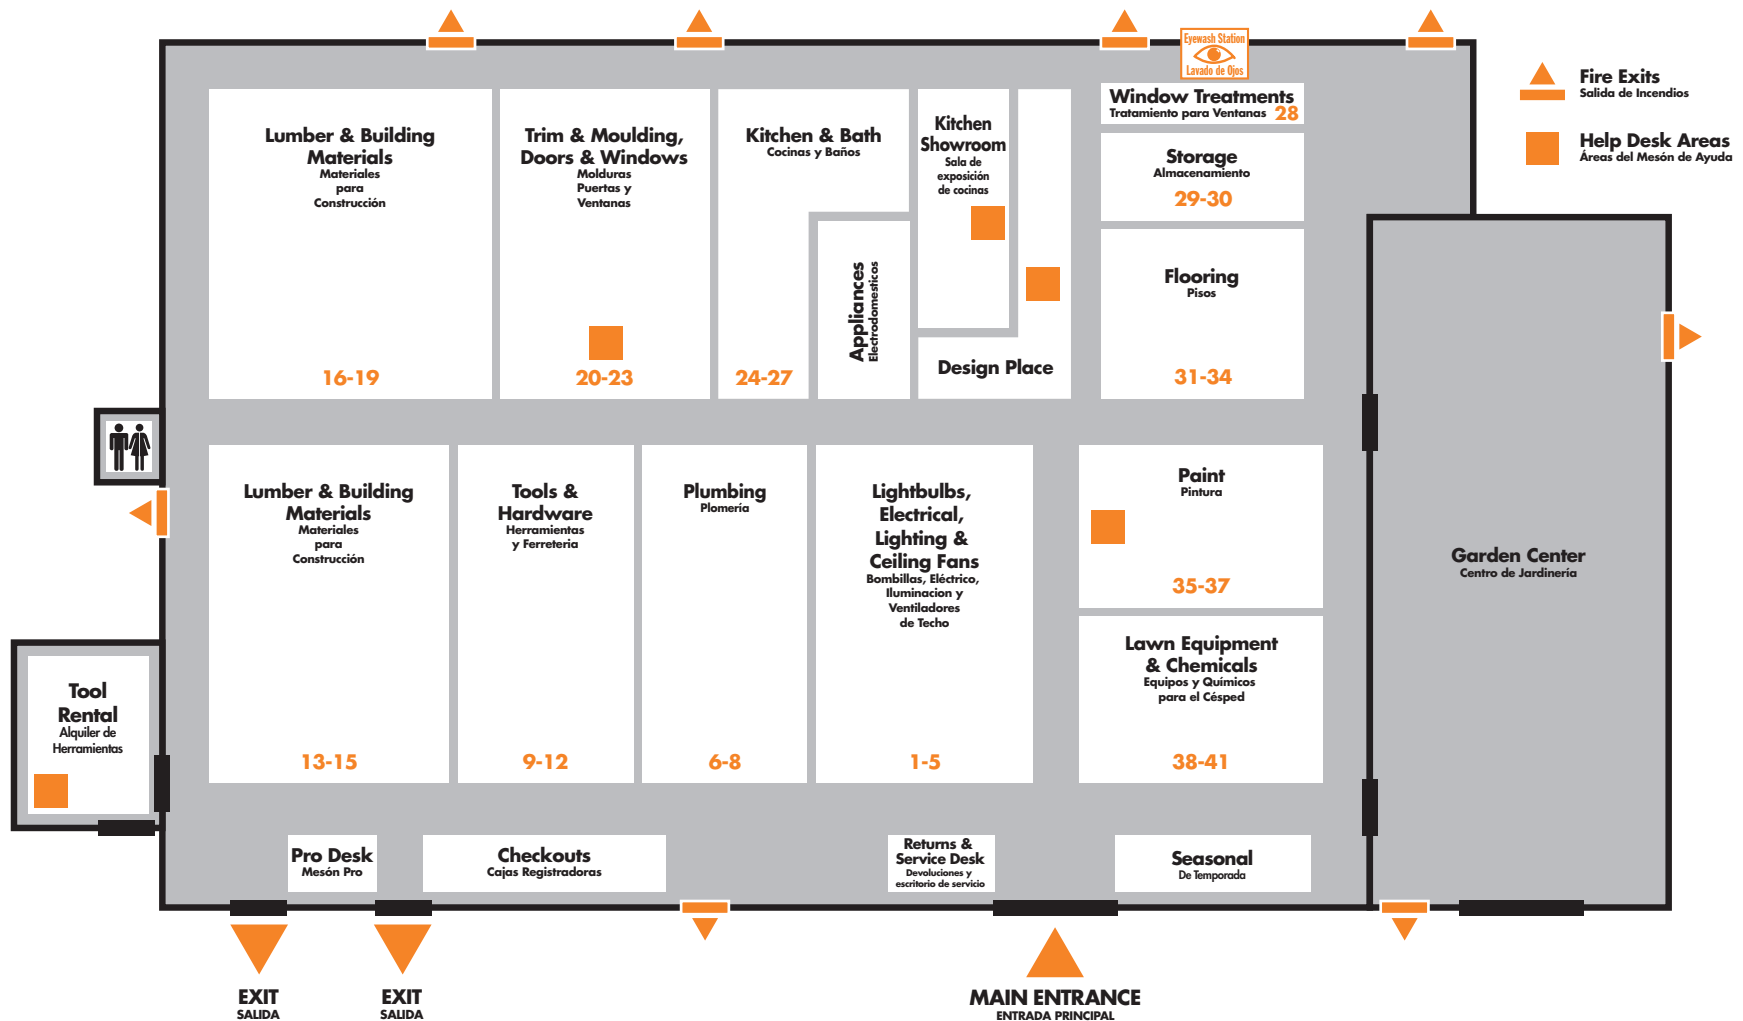 Eyewash Station
Lavado de Ojos
Fire Exits
Salida de Incendios
Help Desk Areas
Áreas del Mesón de Ayuda
Lumber & Building
Materials
Materiales
para
Construcción
16-19
Trim & Moulding,
Doors & Windows
Molduras
Puertas y
Ventanas
20-23
Kitchen & Bath
Cocinas y Baños
24-27
Appliances
Electrodomesticos
Kitchen
Showroom
Sala de
exposición
de cocinas
Design Place
Window Treatments
Tratamiento para Ventanas 28
Storage
Almacenamiento
29-30
Flooring
Pisos
31-34
Lumber & Building
Materials
Materiales
para
Construcción
13-15
Tools &
Hardware
Herramientas
y Ferreteria
9-12
Plumbing
Plomería
6-8
Lightbulbs,
Electrical,
Lighting &
Ceiling Fans
Bombillas, Eléctrico,
Iluminacion y
Ventiladores
de Techo
1-5
Paint
Pintura
35-37
Lawn Equipment
& Chemicals
Equipos y Químicos
para el Césped
38-41
Garden Center
Centro de Jardinería
Tool
Rental
Alquiler de
Herramientas
Pro Desk
Mesón Pro
Checkouts
Cajas Registradoras
Returns &
Service Desk
Devoluciones y
escritorio de servicio
Seasonal
De Temporada
EXIT
SALIDA
EXIT
SALIDA
MAIN ENTRANCE
ENTRADA PRINCIPAL